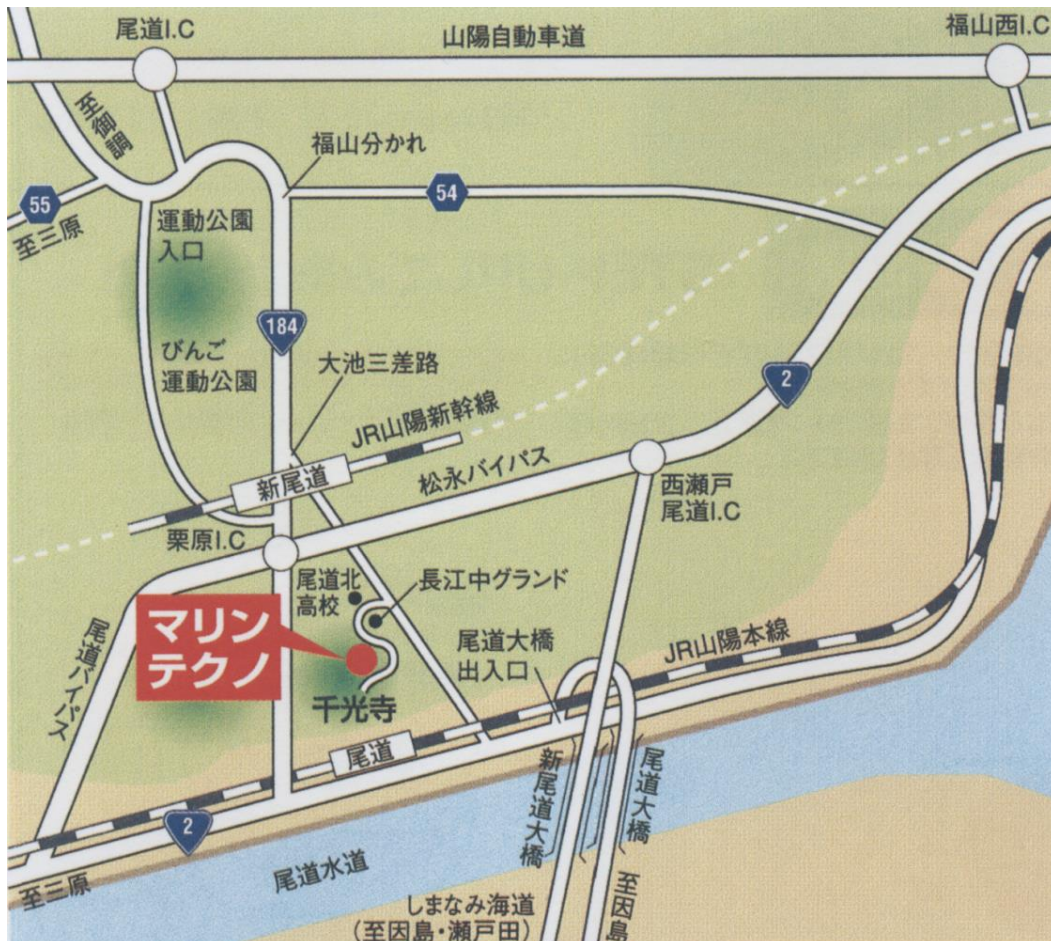 尾道I.C
山陽自動車道
福山西I.C
至御調
福山分かれ
55
54
至三原
運動公園
入口
184
びんご
運動公園
大池三差路
2
JR山陽新幹線
新尾道
松永バイパス
西瀬戸
尾道I.C
栗原I.C
尾道北
高校
長江中グランド
マリン
テクノ
尾道大橋
出入口
JR山陽本線
尾道バイパス
千光寺
尾道
新尾道大橋
尾道大橋
2
尾道水道
至三原
しまなみ海道
(至因島・瀬戸田)
至因島